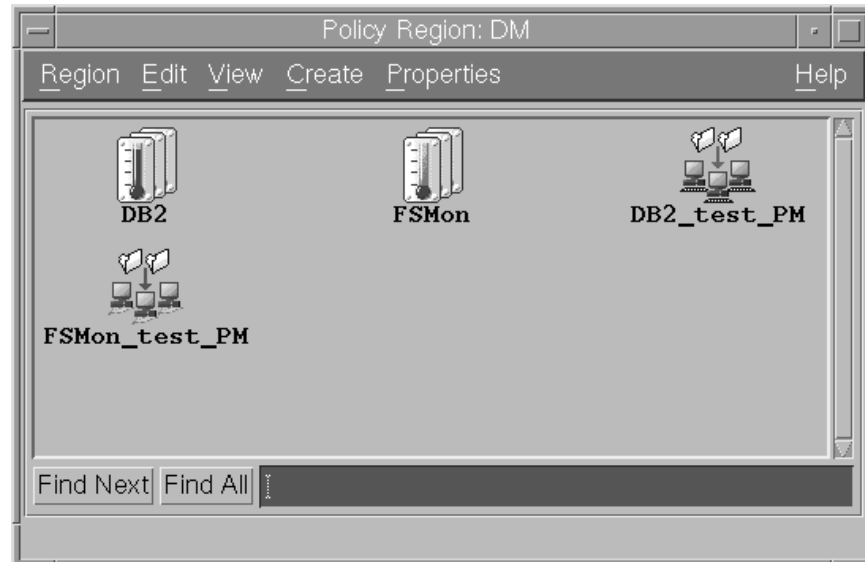 Policy Region: DM
Region Edit View Create Properties Help
DB2 FSMon DB2_test_PM
FSMon_test_PM
Find Next Find All